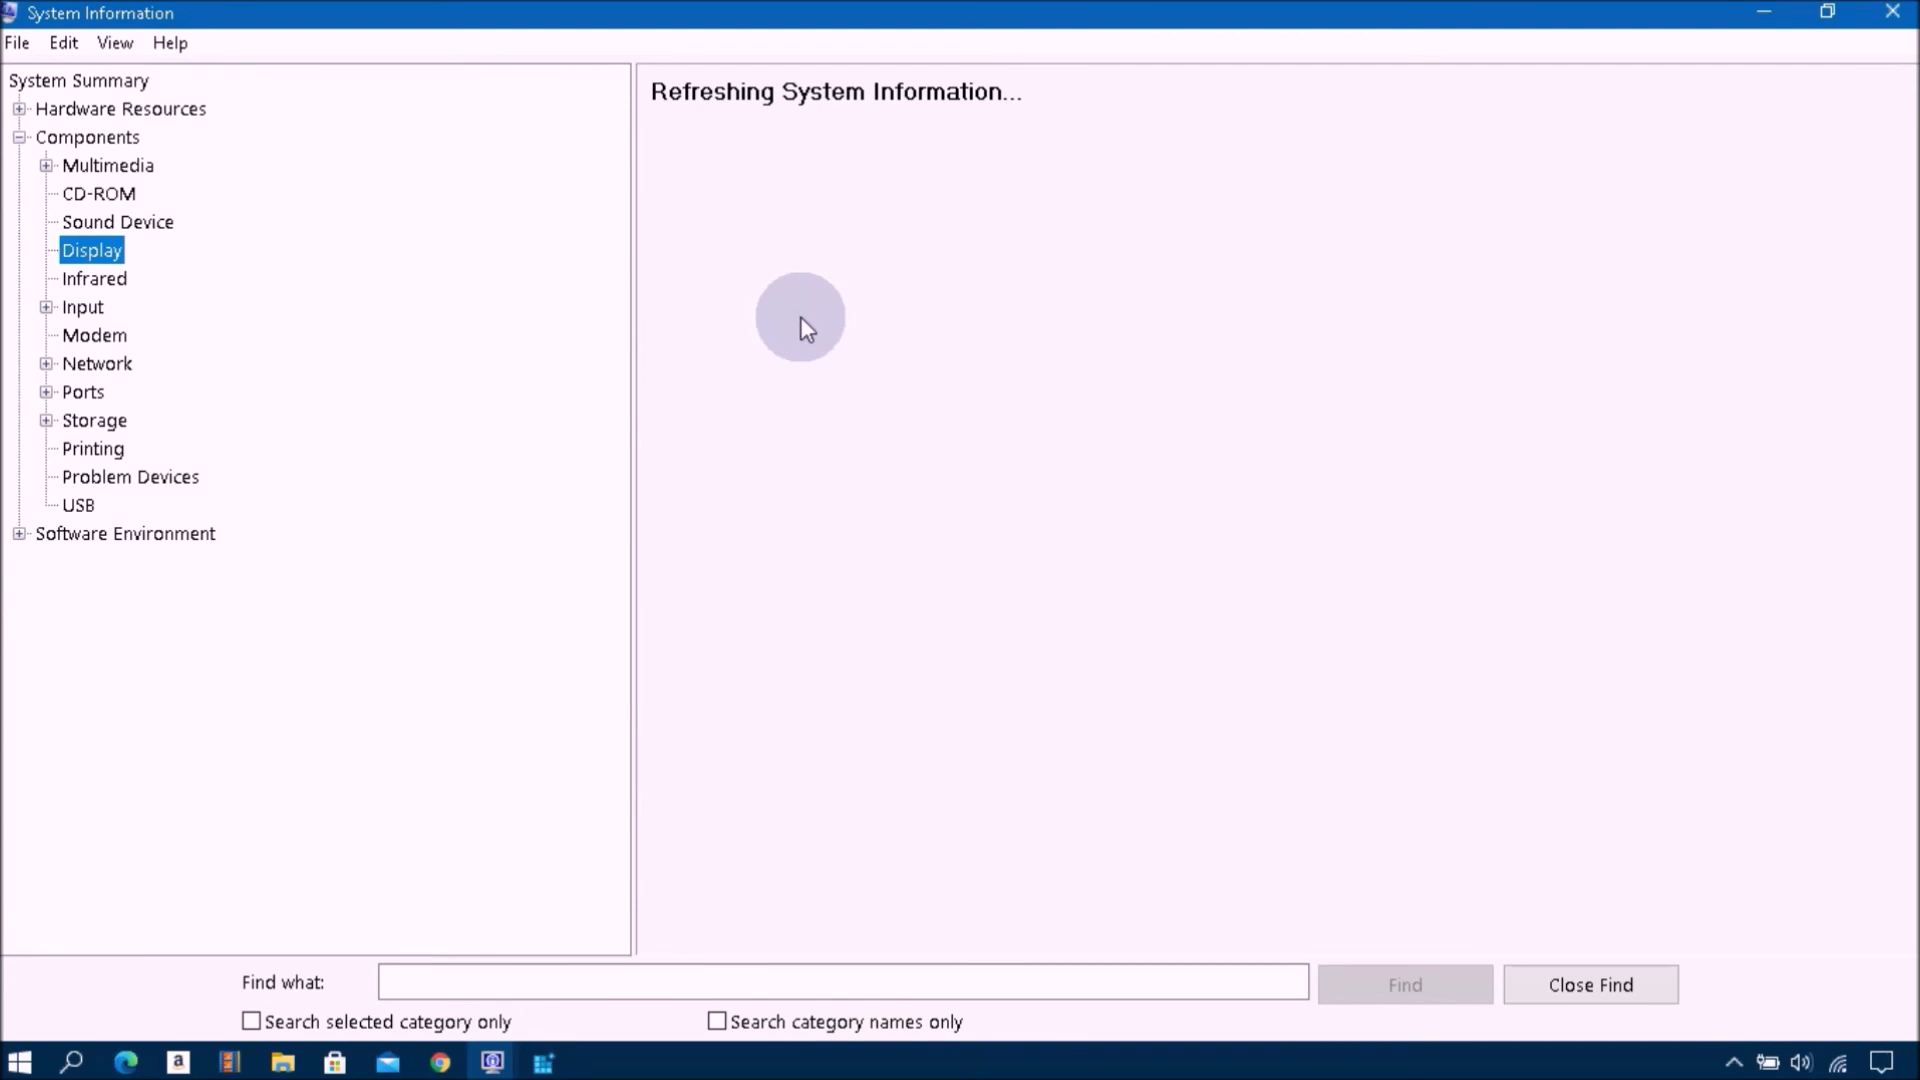 System Information
File Edit View Help
System Summary
Hardware Resources
Components
Multimedia
CD-ROM
Sound Device
Display
Infrared
Input
Modem
Network
Ports
Storage
Printing
Problem Devices
USB
Software Environment
Refreshing System Information...
Find what:
Find
Close Find
Search selected category only
Search category names only
a